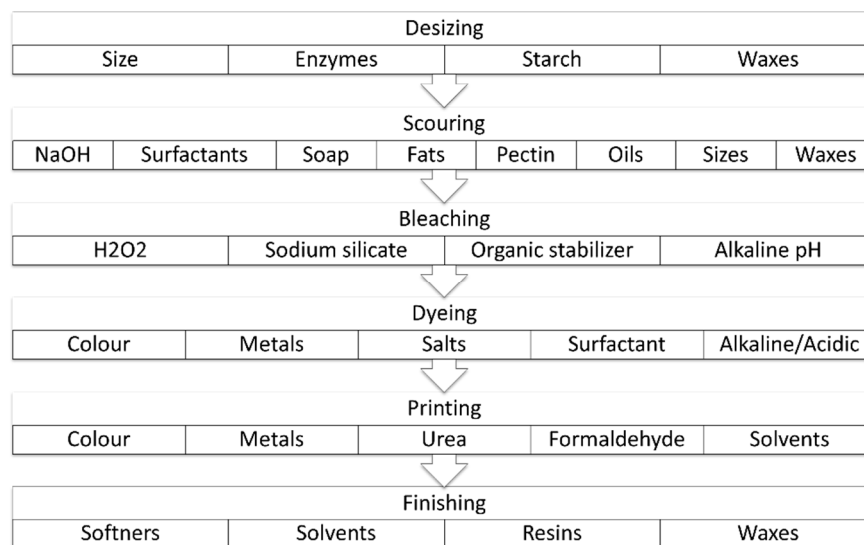 Desizing
Size Enzymes Starch Waxes
Scouring
NaOH Surfactants Soap Fats Pectin Oils Sizes Waxes
Bleaching
H2O2 Sodium silicate Organic stabilizer Alkaline pH
Dyeing
Colour Metals Salts Surfactant Alkaline/Acidic
Printing
Colour Metals Urea Formaldehyde Solvents
Finishing
Softners Solvents Resins Waxes